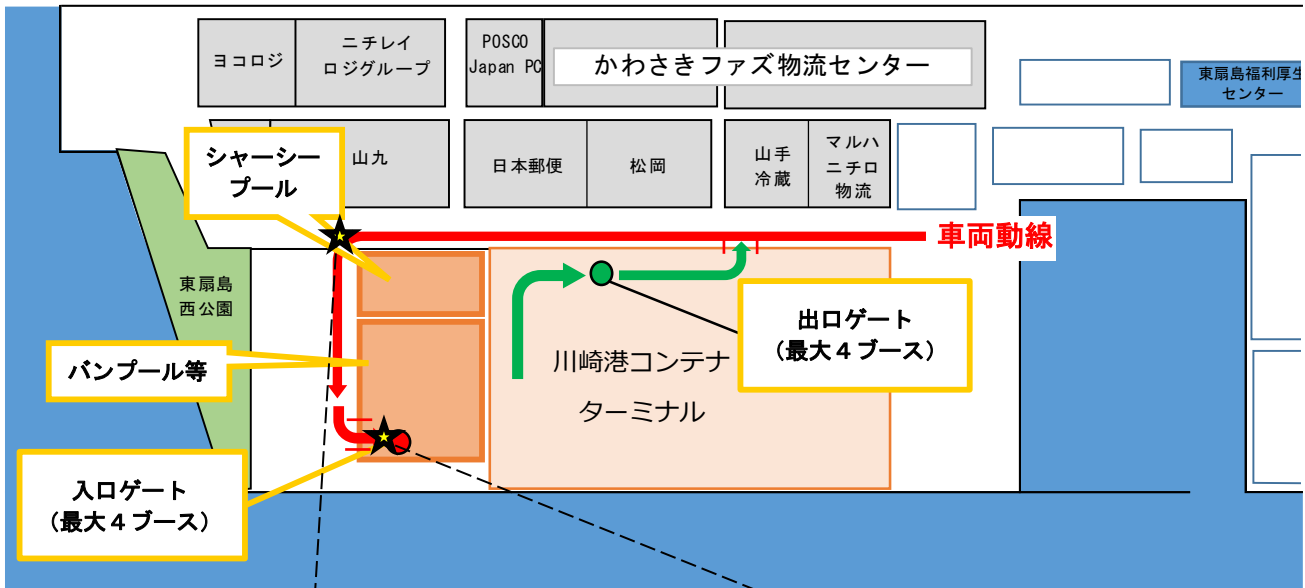 ヨコロジ
ニチレイ
ロジグループ
POSCO
Japan PC
かわさきファズ物流センター
東扇島福利厚生
センター
シャーシー
プール
山九
日本郵便
松岡
山手
冷蔵
マルハ
ニチロ
物流
車両動線
東扇島
西公園
出口ゲート
（最大４ブース）
バンプール等
川崎港コンテナ
ターミナル
入口ゲート
（最大４ブース）